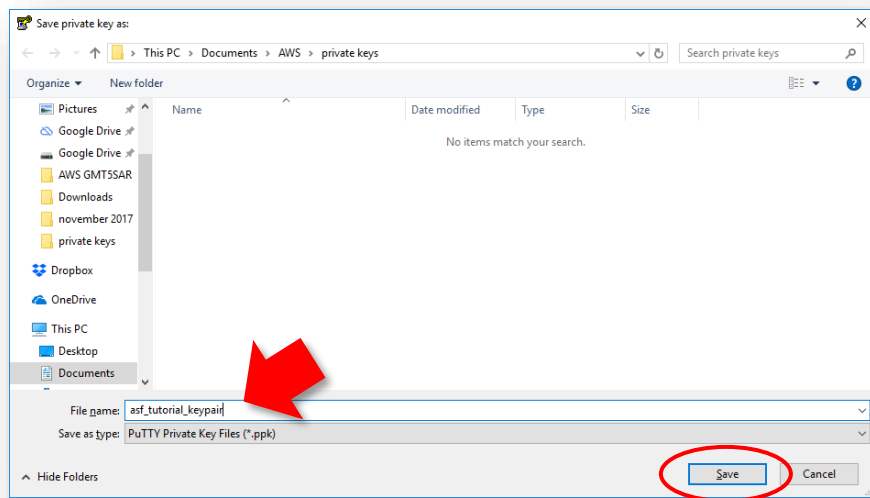 Save private key as:
This PC > Documents > AWS > private keys
Search private keys
Organize
New folder
Name
Date modified
Type
Size
No items match your search.
Pictures
Google Drive
Google Drive
AWS GMT5SAR
Downloads
november 2017
private keys
Dropbox
OneDrive
This PC
Desktop
Documents
File name: asf_tutorial_keypair
Save as type: PuTTY Private Key Files (*.ppk)
Hide Folders
Save
Cancel